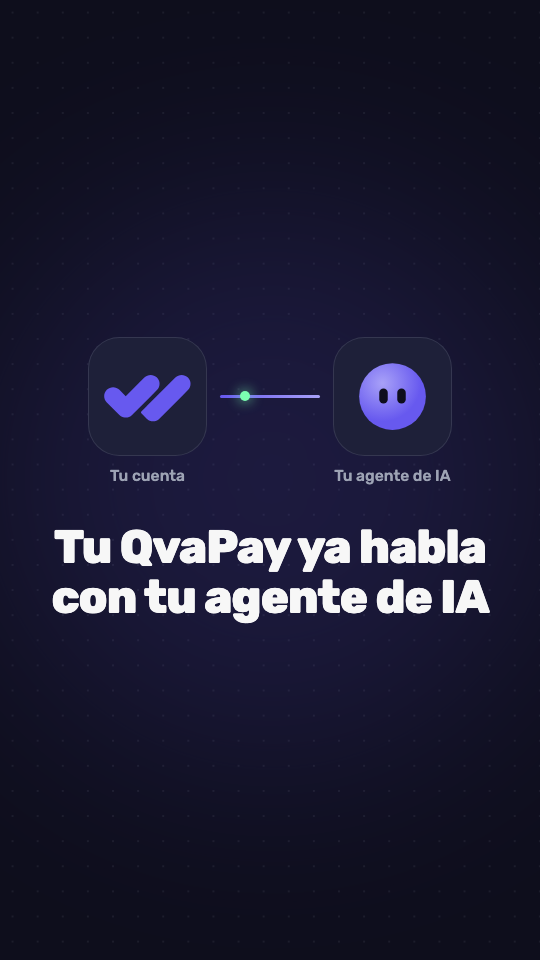 Tu cuenta
Tu agente de IA
Tu QvaPay ya habla
con tu agente de IA